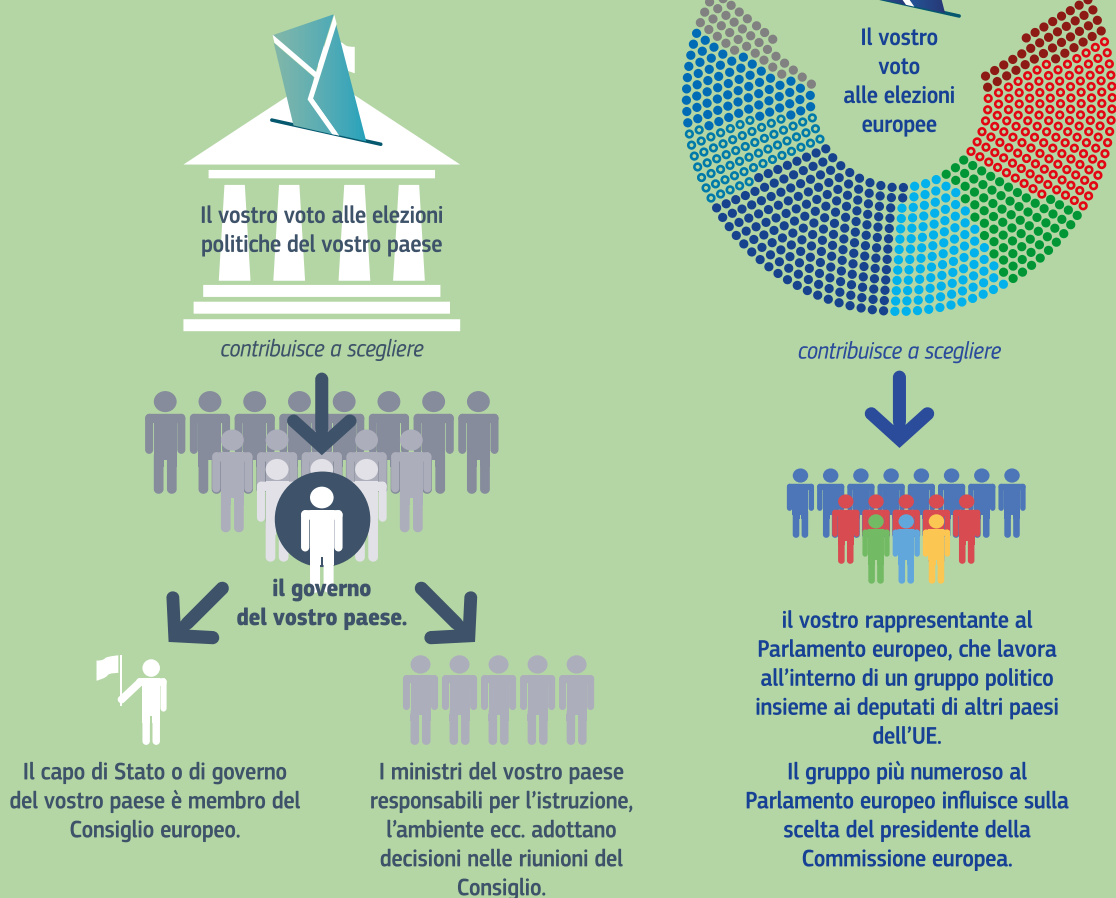 Il vostro voto alle elezioni
politiche del vostro paese
contribuisce a scegliere
il governo
del vostro paese.
Il capo di Stato o di governo
del vostro paese è membro del
Consiglio europeo.
I ministri del vostro paese
responsabili per l'istruzione,
l'ambiente ecc. adottano
decisioni nelle riunioni del
Consiglio.
Il vostro
voto
alle elezioni
europee
contribuisce a scegliere
il vostro rappresentante al
Parlamento europeo, che lavora
all'interno di un gruppo politico
insieme ai deputati di altri paesi
dell'UE.
Il gruppo più numeroso al
Parlamento europeo influisce sulla
scelta del presidente della
Commissione europea.